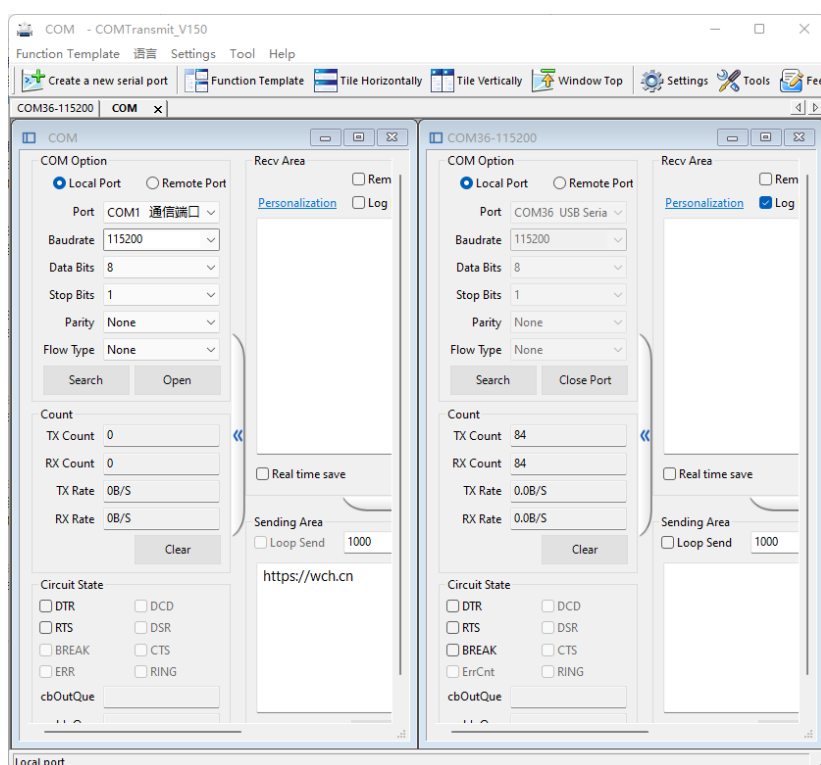 COM - COMTransmit_V150
Function Template 语言 Settings Tool Help
Create a new serial port Function Template Tile Horizontally Tile Vertically Window Top Settings Tools Fee
COM36-115200 COM x
COM
COM Option
Local Port Remote Port
Port COM1 通信端口
Baudrate 115200
Data Bits 8
Stop Bits 1
Parity None
Flow Type None
Search Open
Count
TX Count 0
RX Count 0
TX Rate 0B/S
RX Rate 0B/S
Clear
Circuit State
DTR DCD
RTS DSR
BREAK CTS
ERR RING
cbOutQue
Recv Area
Rem
Personalization Log
Real time save
Sending Area
Loop Send 1000
https://wch.cn
COM36-115200
COM Option
Local Port Remote Port
Port COM36 USB Seria
Baudrate 115200
Data Bits 8
Stop Bits 1
Parity None
Flow Type None
Search Close Port
Count
TX Count 84
RX Count 84
TX Rate 0.0B/S
RX Rate 0.0B/S
Clear
Circuit State
DTR DCD
RTS DSR
BREAK CTS
ErrCnt RING
cbOutQue
Recv Area
Rem
Personalization Log
Real time save
Sending Area
Loop Send 1000
Local port